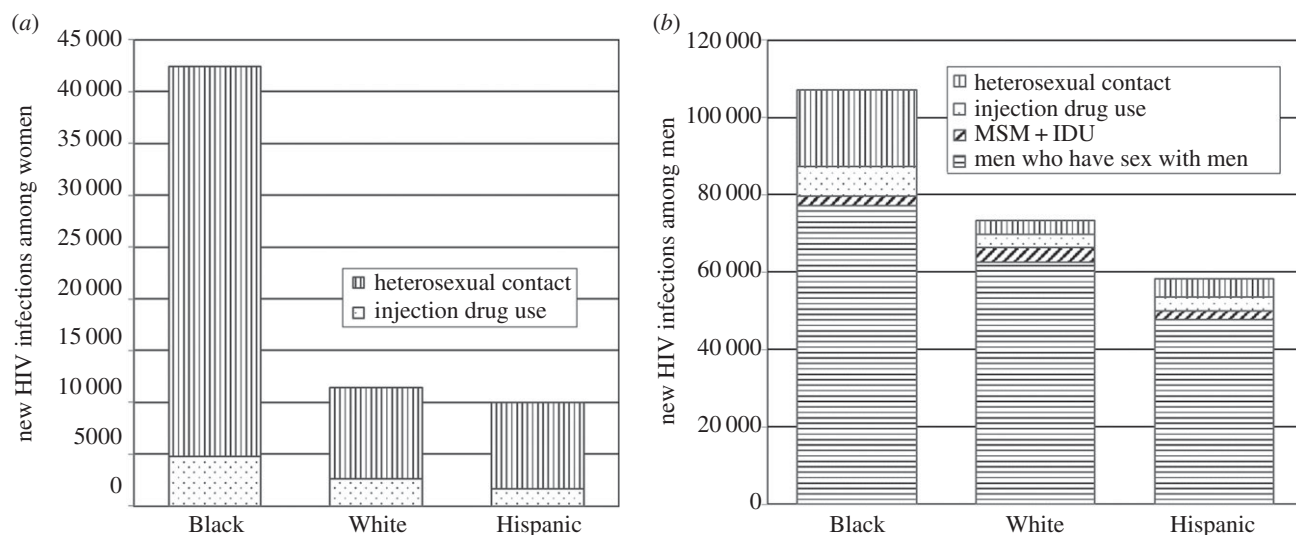 (a)
45 000
40 000
35 000
30 000
25 000
20 000
15 000
10 000
5000
0
new HIV infections among women
heterosexual contact
injection drug use
Black White Hispanic
(b)
120 000
100 000
80 000
60 000
40 000
20 000
0
new HIV infections among men
heterosexual contact
injection drug use
MSM + IDU
men who have sex with men
Black White Hispanic